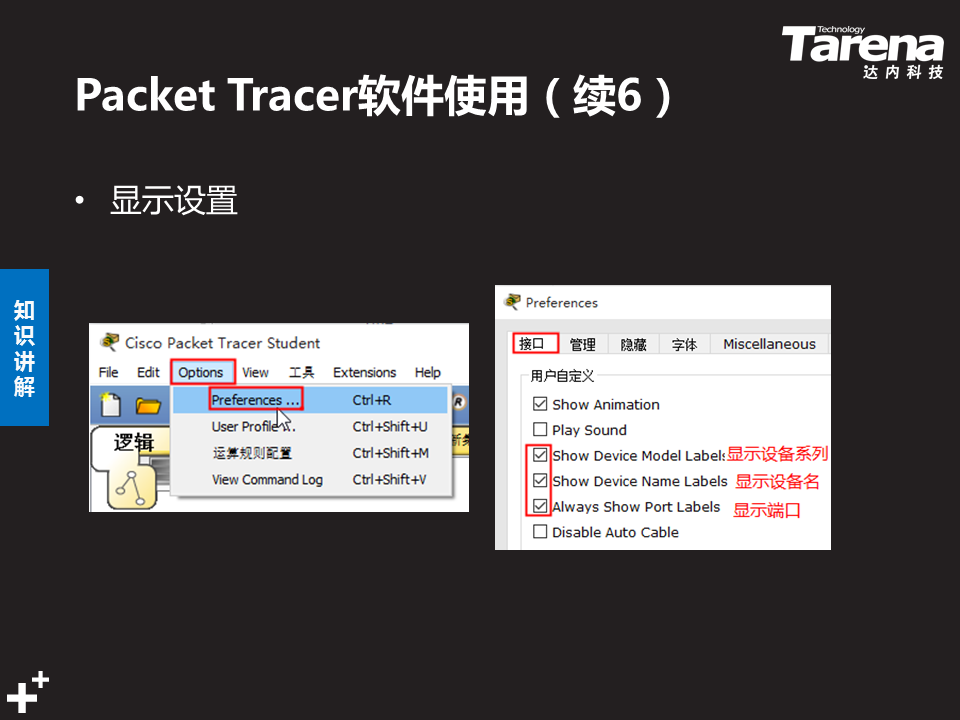 Technology
Tarena
达内科技
Packet Tracer软件使用（续6）
• 显示设置
知识讲解
Cisco Packet Tracer Student
File Edit Options View 工具 Extensions Help
Preferences ... Ctrl+R
User Profile... Ctrl+Shift+U
运算规则配置 Ctrl+Shift+M
View Command Log Ctrl+Shift+V
逻辑
Preferences
接口 管理 隐藏 字体 Miscellaneous
用户自定义
Show Animation
Play Sound
Show Device Model Labels 显示设备系列
Show Device Name Labels 显示设备名
Always Show Port Labels 显示端口
Disable Auto Cable